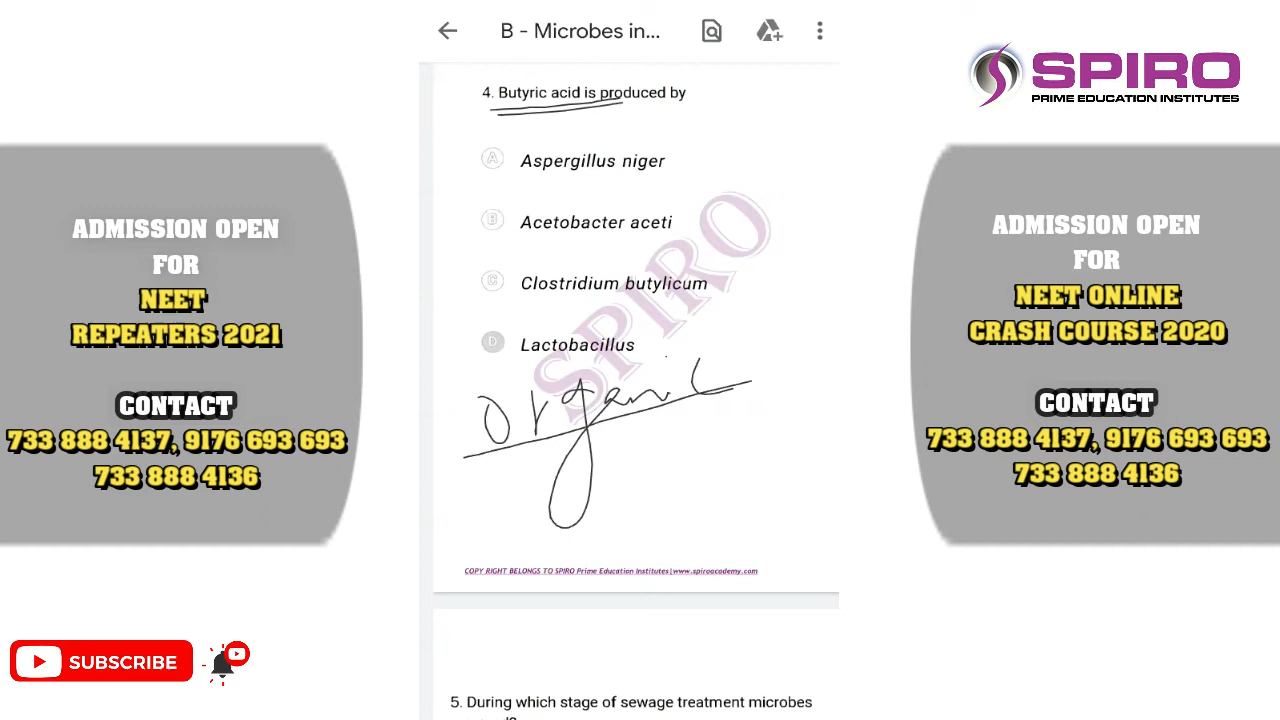 ADMISSION OPEN
FOR
NEET
REPEATERS 2021
CONTACT
733 888 4137, 9176 693 693
733 888 4136
SUBSCRIBE
B - Microbes in...
4. Butyric acid is produced by
A Aspergillus niger
B Acetobacter aceti
C Clostridium butylicum
D Lactobacillus
SPIRO
organic
COPY RIGHT BELONGS TO SPIRO Prime Education Institutes|www.spiroacademy.com
5. During which stage of sewage treatment microbes
SPIRO
PRIME EDUCATION INSTITUTES
ADMISSION OPEN
FOR
NEET ONLINE
CRASH COURSE 2020
CONTACT
733 888 4137, 9176 693 693
733 888 4136